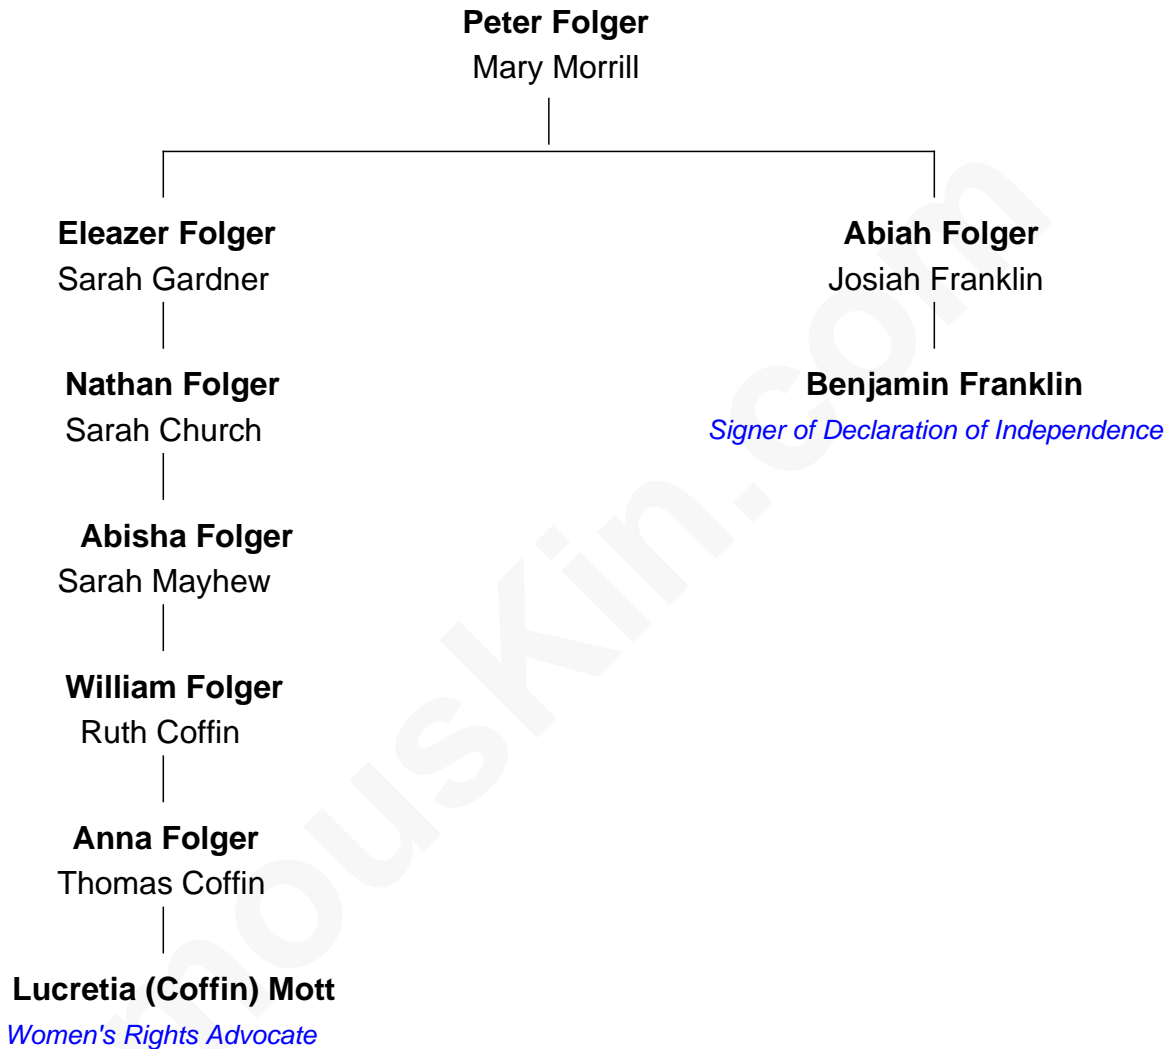 Peter Folger
Mary Morrill
Eleazer Folger
Sarah Gardner
Abiah Folger
Josiah Franklin
Nathan Folger
Sarah Church
Benjamin Franklin
Signer of Declaration of Independence
Abisha Folger
Sarah Mayhew
William Folger
Ruth Coffin
Anna Folger
Thomas Coffin
Lucretia (Coffin) Mott
Women's Rights Advocate
mousKin.com